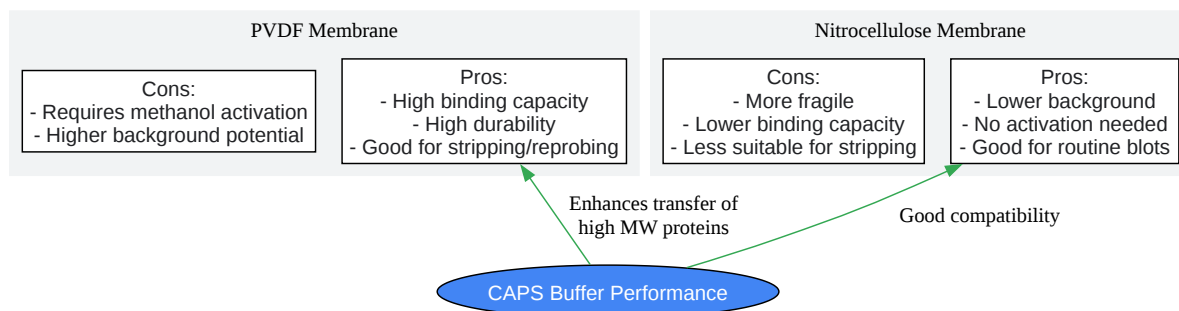 PVDF Membrane
Cons:
- Requires methanol activation
- Higher background potential
Pros:
- High binding capacity
- High durability
- Good for stripping/reprobing
Nitrocellulose Membrane
Cons:
- More fragile
- Lower binding capacity
- Less suitable for stripping
Pros:
- Lower background
- No activation needed
- Good for routine blots
Enhances transfer of
high MW proteins
Good compatibility
CAPS Buffer Performance